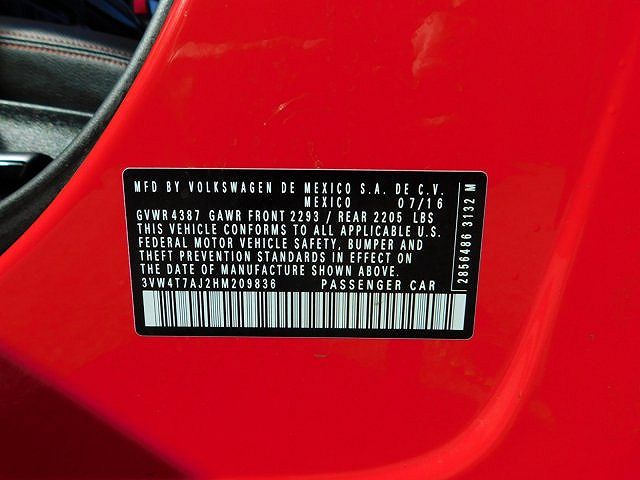 MFD BY VOLKSWAGEN DE MEXICO S.A. DE C.V.
MEXICO 07/16
GVWR 4387 GAWR FRONT 2293 / REAR 2205 LBS
THIS VEHICLE CONFORMS TO ALL APPLICABLE U.S.
FEDERAL MOTOR VEHICLE SAFETY, BUMPER AND
THEFT PREVENTION STANDARDS IN EFFECT ON
THE DATE OF MANUFACTURE SHOWN ABOVE.
3VW4T7AJ2HM209836 PASSENGER CAR
2856486 3132 M